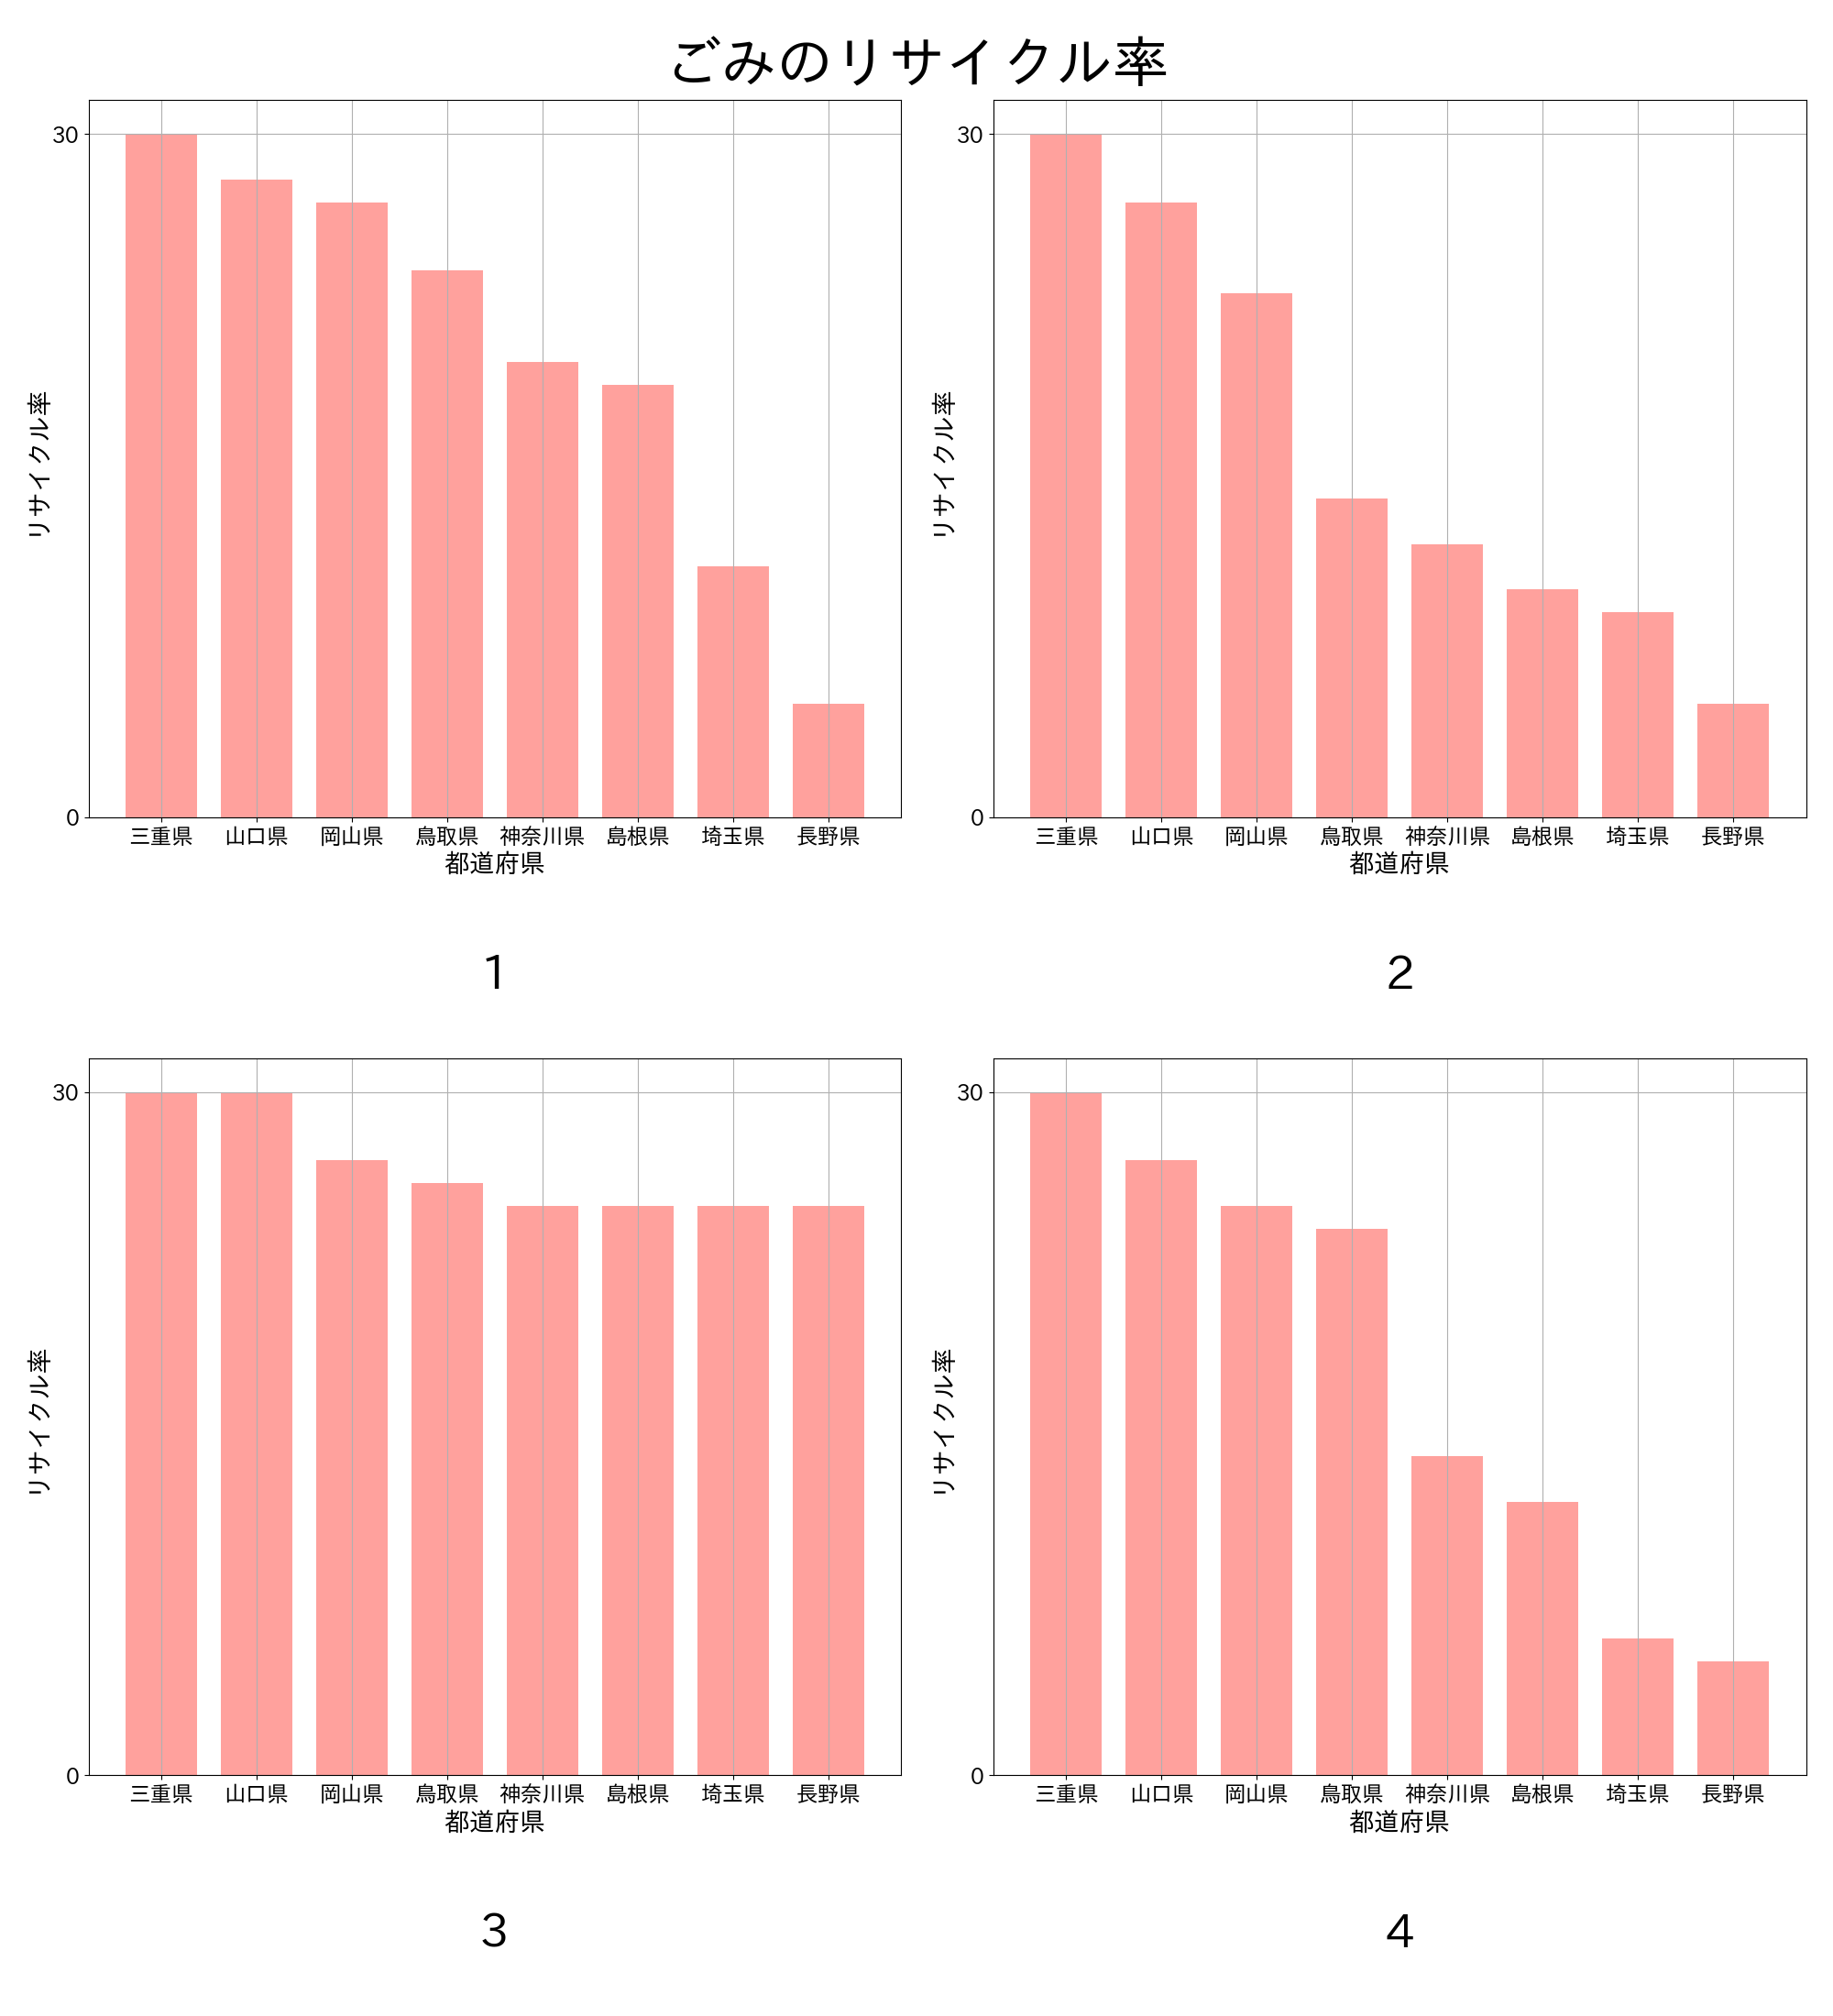 ごみのリサイクル率
30
0
リサイクル率
三重県 山口県 岡山県 鳥取県 神奈川県 島根県 埼玉県 長野県
都道府県
1
30
0
リサイクル率
三重県 山口県 岡山県 鳥取県 神奈川県 島根県 埼玉県 長野県
都道府県
2
30
0
リサイクル率
三重県 山口県 岡山県 鳥取県 神奈川県 島根県 埼玉県 長野県
都道府県
3
30
0
リサイクル率
三重県 山口県 岡山県 鳥取県 神奈川県 島根県 埼玉県 長野県
都道府県
4